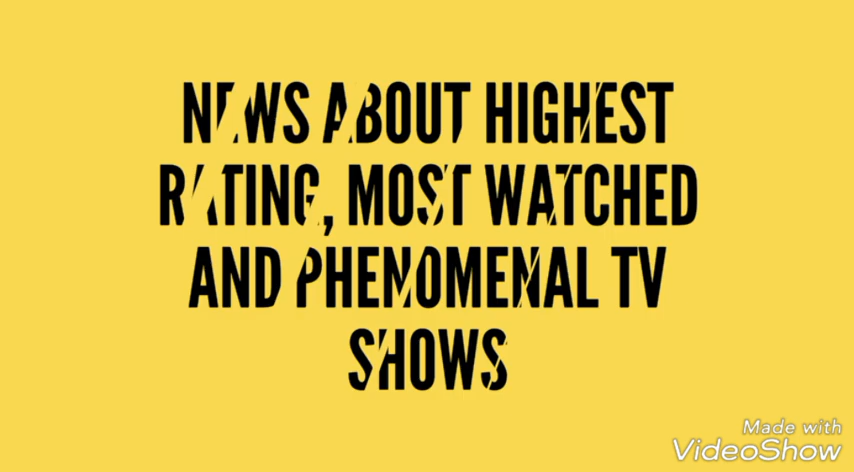 NEWS ABOUT HIGHEST
RATING, MOST WATCHED
AND PHENOMENAL TV
SHOWS
Made with
VideoShow